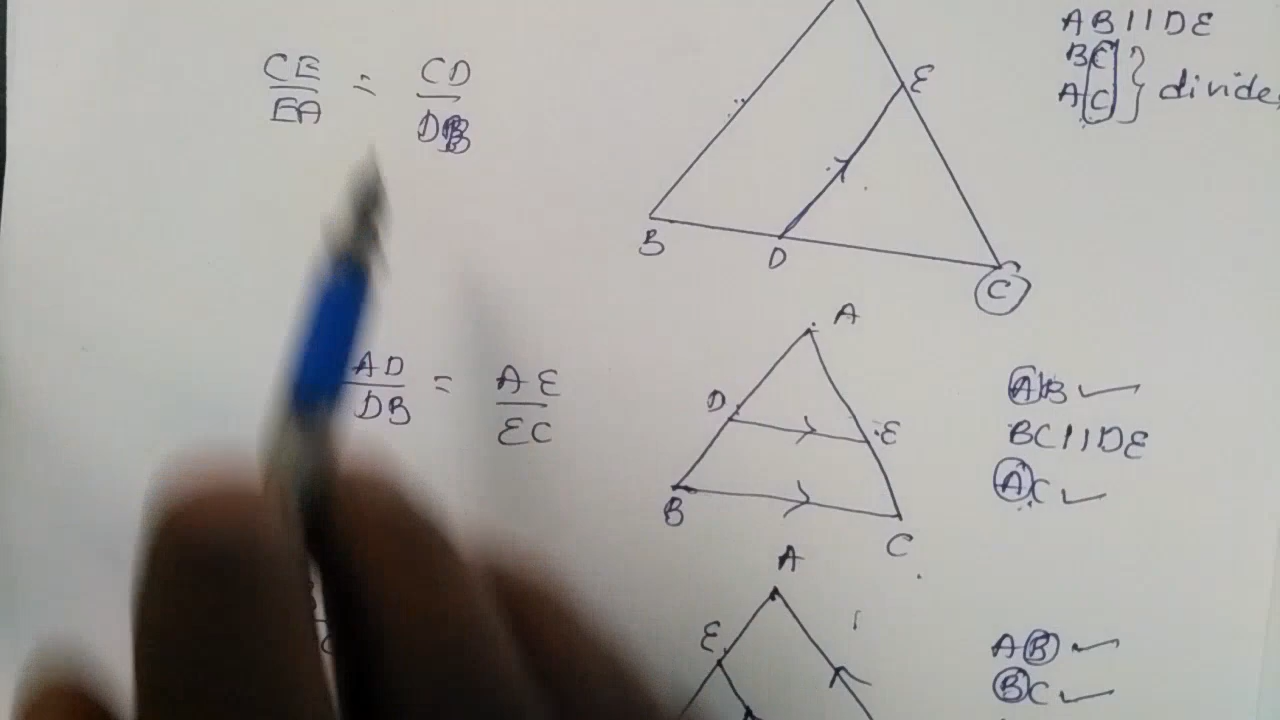 CE = CD
EA DB
AB || DE
BC
AC } divide
E
B
D
C
AD = AE
DB EC
A
D
E
B
C
AB ✓
BC || DE
AC ✓
A
E
AB ✓
BC ✓